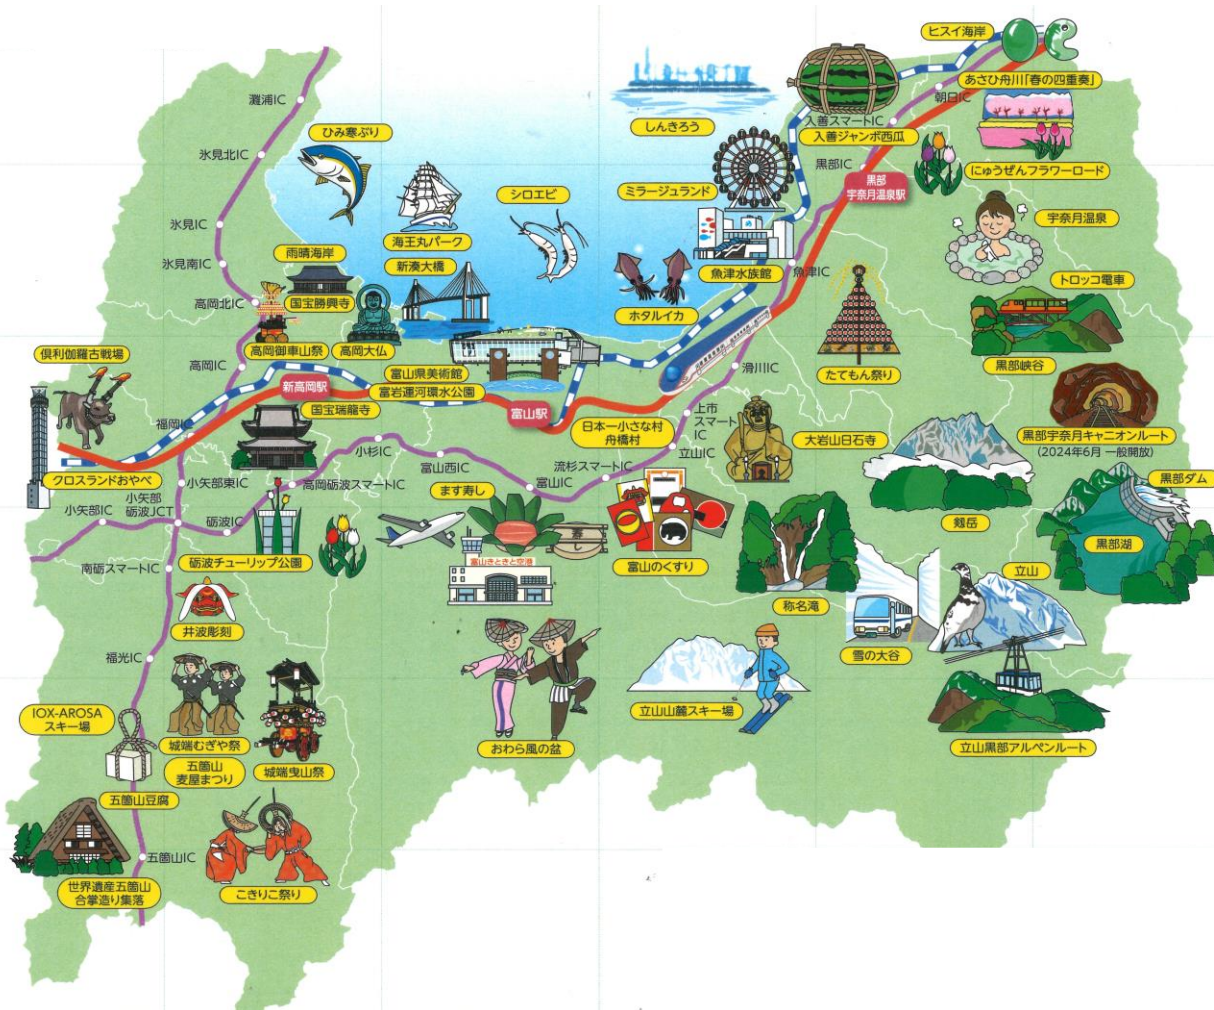 ヒスイ海岸
あさひ舟川「春の四重奏」
朝日IC
灘浦IC
入善スマートIC
しんきろう
入善ジャンボ西瓜
ひみ寒ぶり
氷見北IC
黒部IC
にゅうぜんフラワーロード
黒部
宇奈月温泉駅
シロエビ
ミラージュランド
宇奈月温泉
氷見IC
海王丸パーク
雨晴海岸
新湊大橋
氷見南IC
魚津水族館
魚津IC
トロッコ電車
高岡北IC
国宝勝興寺
ホタルイカ
高岡御車山祭
高岡大仏
倶利伽羅古戦場
高岡IC
富山県美術館
滑川IC
黒部峡谷
たてもん祭り
新高岡駅
富岩運河環水公園
国宝瑞龍寺
富山駅
上市
スマート
IC
福岡IC
日本一小さな村
舟橋村
大岩山日石寺
黒部宇奈月キャニオンルート
(2024年6月 一般開放)
小杉IC
立山IC
富山西IC
流杉スマートIC
クロスランドおやべ
小矢部東IC
高岡砺波スマートIC
富山IC
黒部ダム
ます寿し
小矢部IC
小矢部
砺波JCT
砺波IC
剱岳
寿し
黒部湖
砺波チューリップ公園
富山きときと空港
富山のくすり
南砺スマートIC
立山
称名滝
井波彫刻
雪の大谷
福光IC
IOX-AROSA
スキー場
立山山麓スキー場
城端むぎや祭
おわら風の盆
立山黒部アルペンルート
五箇山
麦屋まつり
城端曳山祭
五箇山豆腐
五箇山IC
世界遺産五箇山
合掌造り集落
こきりこ祭り